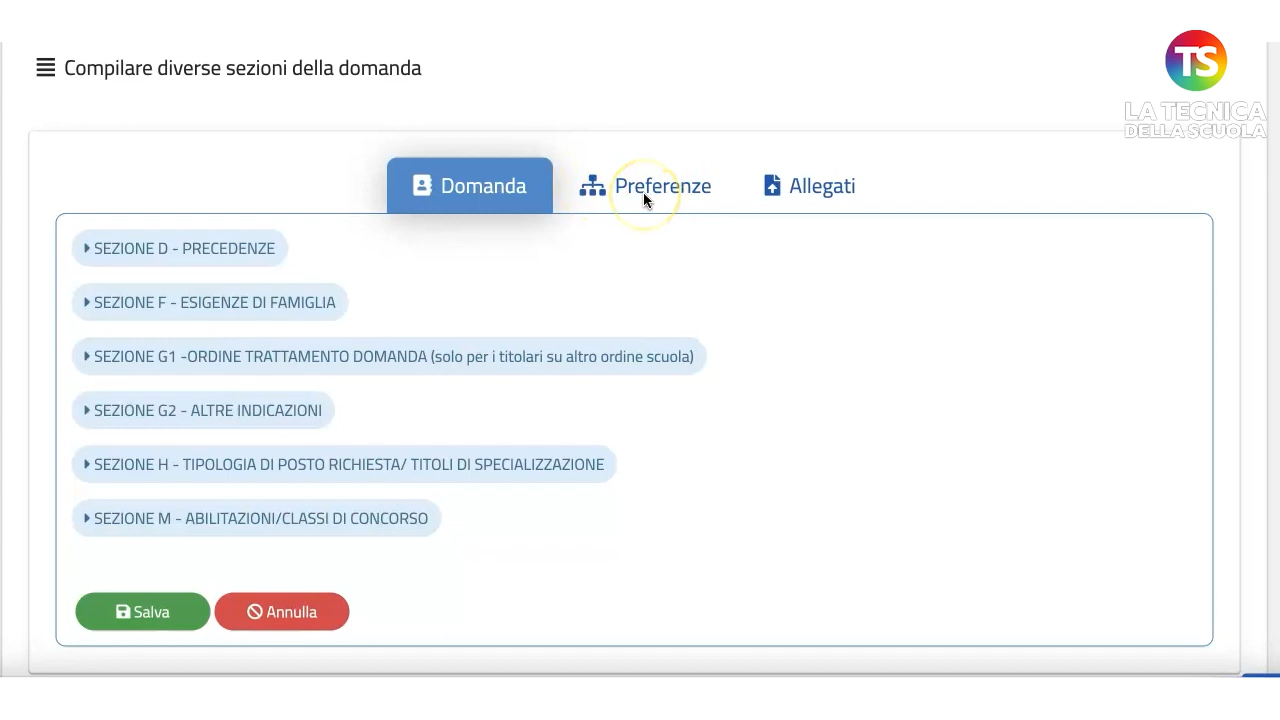 Compilare diverse sezioni della domanda
TS
LA TECNICA
DELLA SCUOLA
Domanda
Preferenze
Allegati
SEZIONE D - PRECEDENZE
SEZIONE F - ESIGENZE DI FAMIGLIA
SEZIONE G1 -ORDINE TRATTAMENTO DOMANDA (solo per i titolari su altro ordine scuola)
SEZIONE G2 - ALTRE INDICAZIONI
SEZIONE H - TIPOLOGIA DI POSTO RICHIESTA/ TITOLI DI SPECIALIZZAZIONE
SEZIONE M - ABILITAZIONI/CLASSI DI CONCORSO
Salva
Annulla